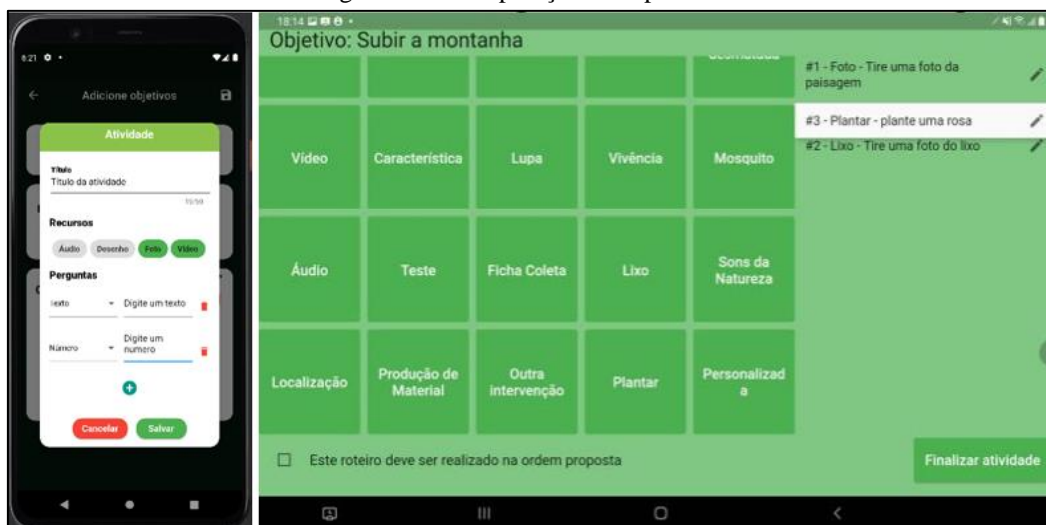 6:21
Adicione objetivos
Atividade
Título
Título da atividade
Recursos
Áudio Desenho Foto Vídeo
Perguntas
Texto Digite um texto
Número Digite um
numero
Cancelar Salvar
18:14
Objetivo: Subir a montanha
#1 - Foto - Tire uma foto da
paisagem
#3 - Plantar - plante uma rosa
#2 - Lixo - Tire uma foto do lixo
Vídeo Característica Lupa Vivência Mosquito
Áudio Teste Ficha Coleta Lixo Sons da
Natureza
Localização Produção de
Material Outra
intervenção Plantar Personalizad
a
Este roteiro deve ser realizado na ordem proposta
Finalizar atividade